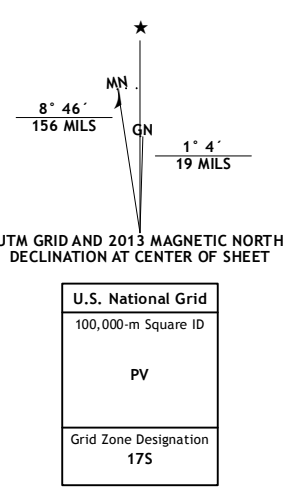 ★
MN
8° 46´
156 MILS
GN
1° 4´
19 MILS
UTM GRID AND 2013 MAGNETIC NORTH
DECLINATION AT CENTER OF SHEET
U.S. National Grid
100,000-m Square ID
PV
Grid Zone Designation
17S